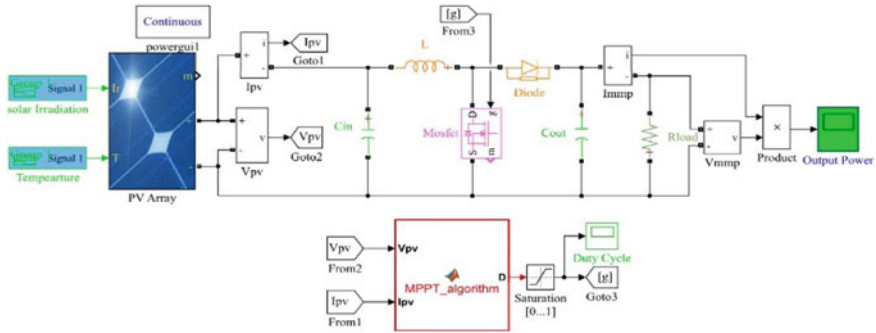 Continuous
powergui1
[g]
From3
i
Ipv
Goto1
+
-
Ipv
L
+
Diode
+
-
i
Immp
m
Ir
Signal 1
solar Irradiation
+
-
v
Vpv
Vpv
Goto2
T
Signal 1
Tempearture
PV Array
+
Cin
D
g
Mosfet
S
m
+
Cout
Rload
+
-
v
Vmmp
×
Product
Output Power
Vpv
From2
Ipv
From1
Vpv
Ipv
MPPT_algorithm
D
Saturation
[0...1]
Duty Cycle
[g]
Goto3